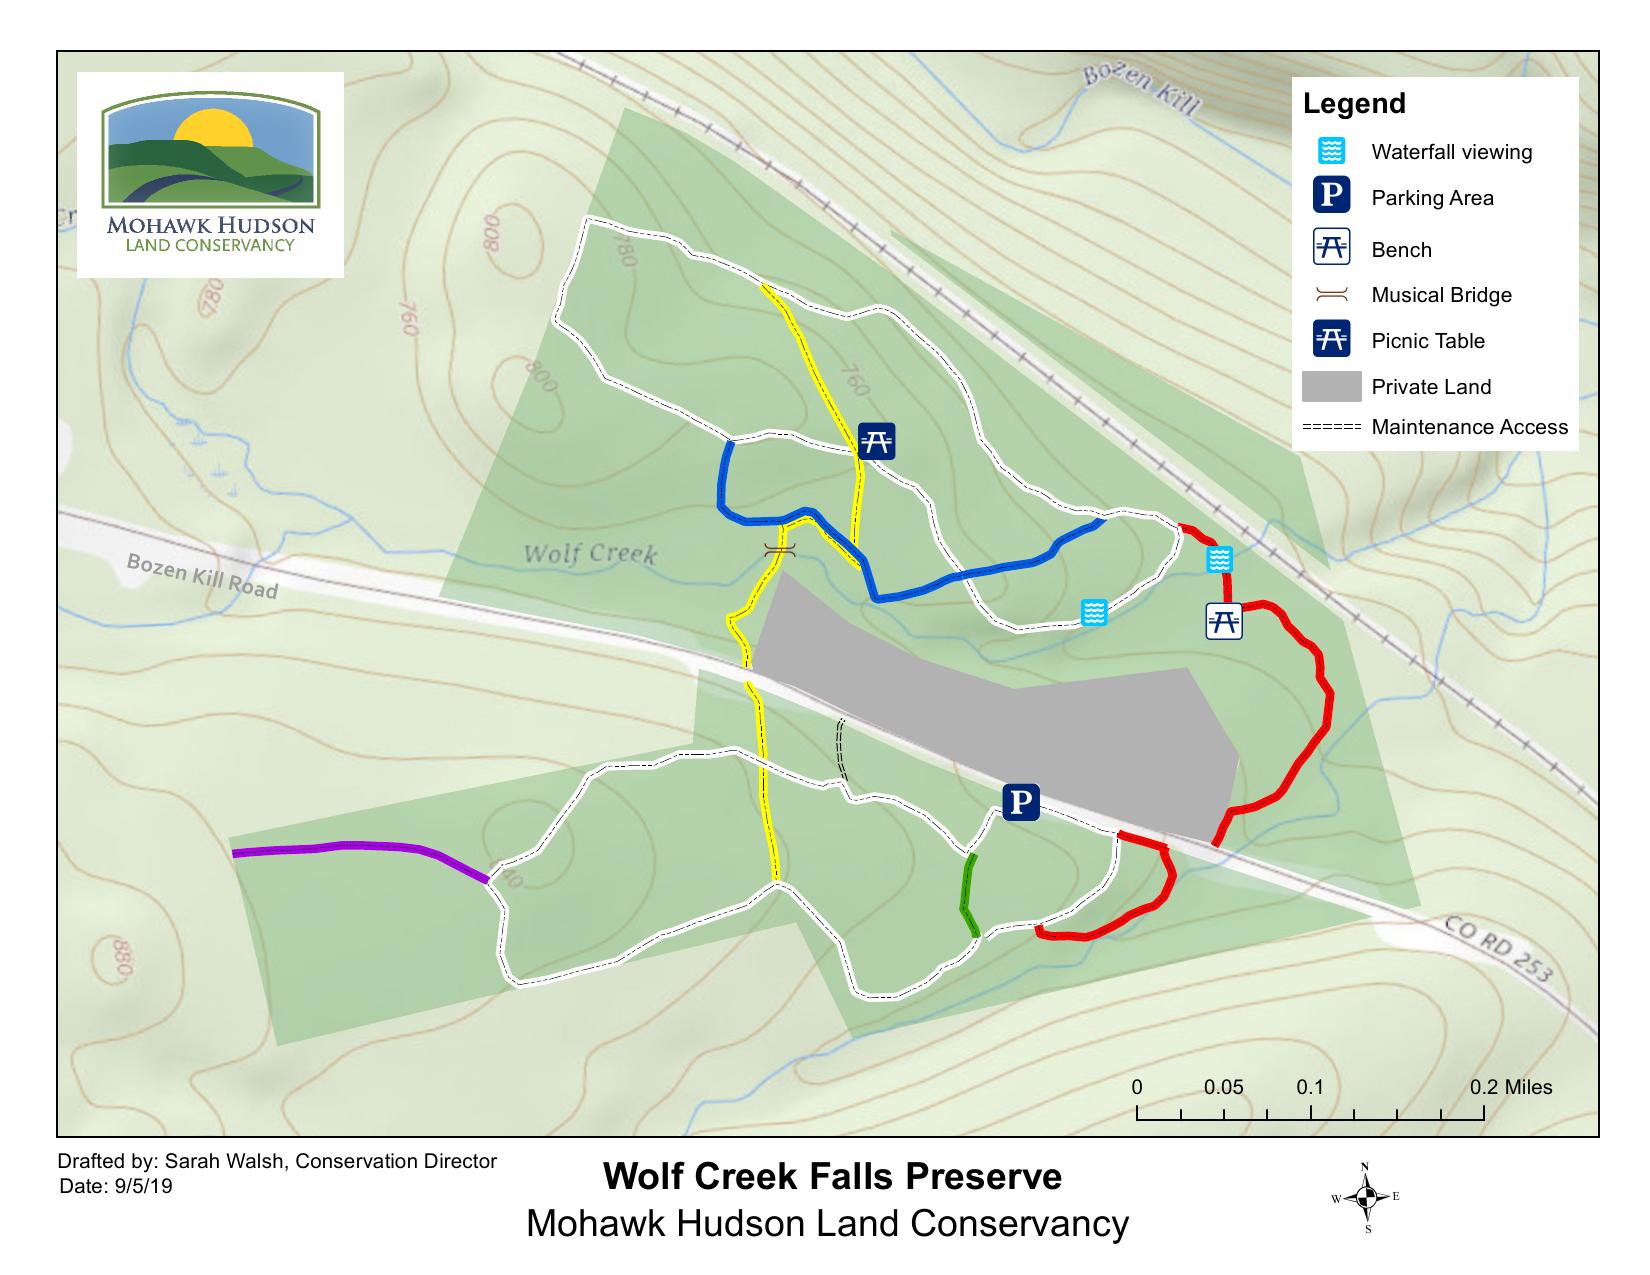 Bozen Kill
Legend
Waterfall viewing
P
Parking Area
Bench
Musical Bridge
Picnic Table
Private Land
Maintenance Access
MOHAWK HUDSON
LAND CONSERVANCY
Cr
800
780
780
760
800
760
Wolf Creek
Bozen Kill Road
P
40
880
CO RD 253
0 0.05 0.1 0.2 Miles
Drafted by: Sarah Walsh, Conservation Director
Date: 9/5/19
Wolf Creek Falls Preserve
Mohawk Hudson Land Conservancy
N
W E
S